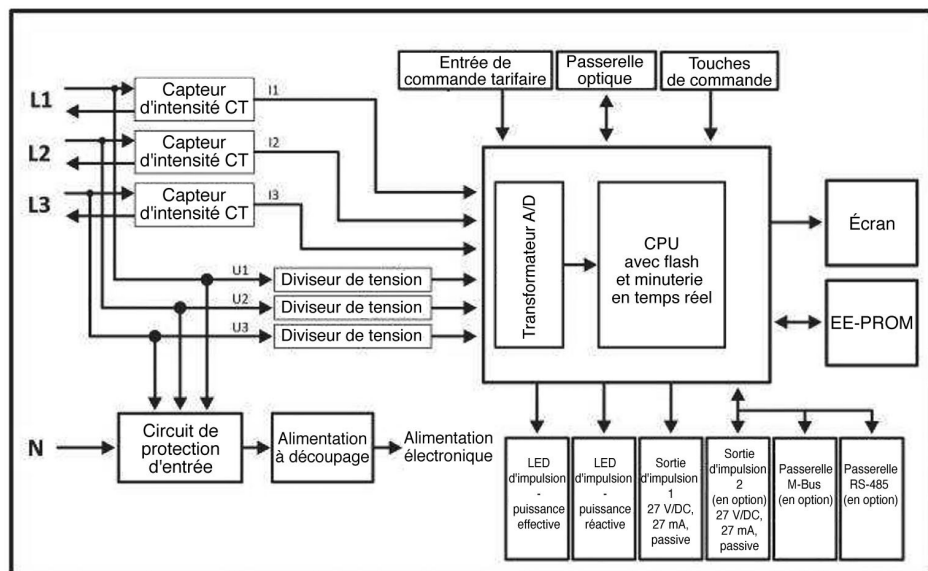 Entrée de
commande tarifaire
Passerelle
optique
Touches
de commande
L1
Capteur
d'intensité CT
I1
L2
Capteur
d'intensité CT
I2
L3
Capteur
d'intensité CT
I3
Transformateur A/D
CPU
avec flash
et minuterie
en temps réel
Écran
EE-PROM
U1
Diviseur de tension
U2
Diviseur de tension
U3
Diviseur de tension
N
Circuit de
protection
d'entrée
Alimentation
à découpage
Alimentation
électronique
LED
d'impulsion
-
puissance
effective
LED
d'impulsion
-
puissance
réactive
Sortie
d'impulsion
1
27 V/DC,
27 mA,
passive
Sortie
d'impulsion
2
(en option)
27 V/DC,
27 mA,
passive
Passerelle
M-Bus
(en option)
Passerelle
RS-485
(en option)